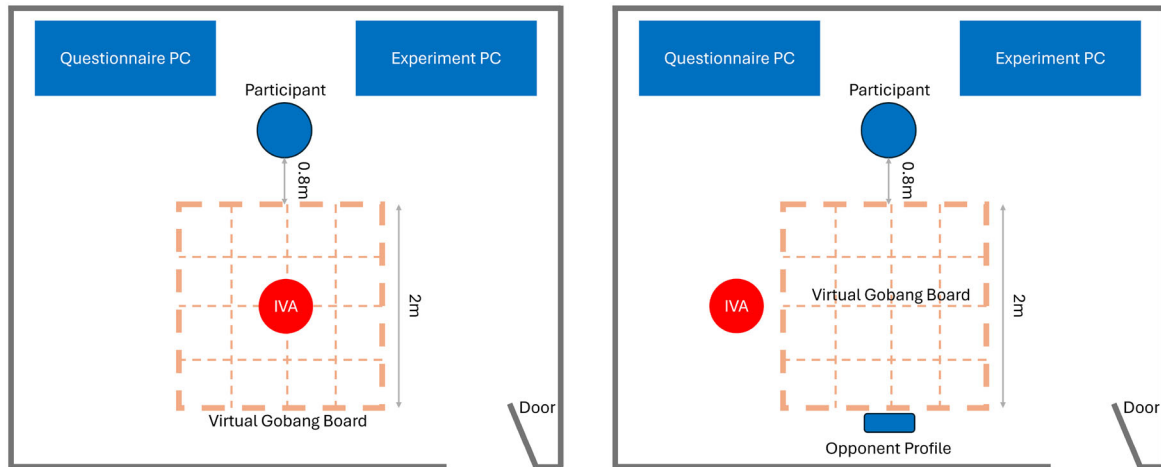 Questionnaire PC
Experiment PC
Participant
0.8m
IVA
2m
Virtual Gobang Board
Door
Questionnaire PC
Experiment PC
Participant
0.8m
Virtual Gobang Board
IVA
2m
Door
Opponent Profile